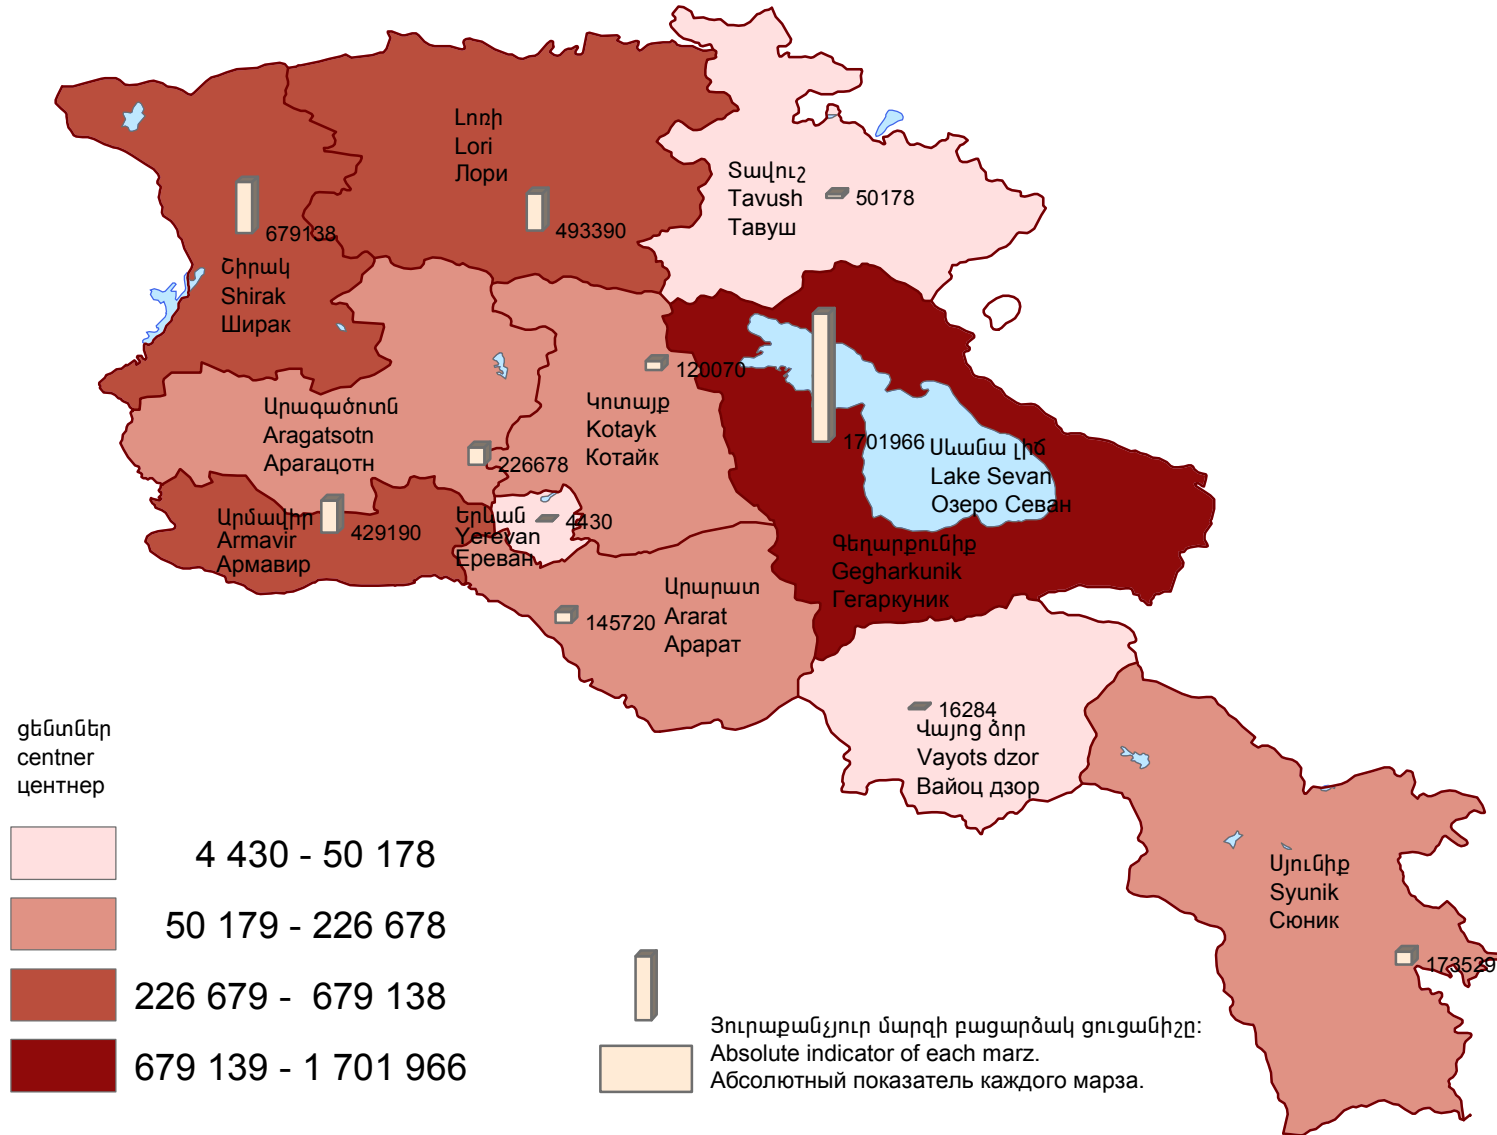 Լոռի
Lori
Лори
493390
Տավուշ
Tavush
Тавуш
50178
679138
Շիրակ
Shirak
Ширак
120070
Կոտայք
Kotayk
Котайк
Արագածոտն
Aragatsotn
Арагацотн
226678
1701966
Սևանա լիճ
Lake Sevan
Озеро Севан
Արմավիր
Armavir
Армавир
429190
Երևան
Yerevan
Ереван
4430
Գեղարքունիք
Gegharkunik
Гегаркуник
Արարատ
Ararat
Арарат
145720
16284
Վայոց ձոր
Vayots dzor
Вайоц дзор
Սյունիք
Syunik
Сюник
173529
ցենտներ
centner
центнер
4 430 - 50 178
50 179 - 226 678
226 679 - 679 138
679 139 - 1 701 966
Յուրաքանչյուր մարզի բացարձակ ցուցանիշը:
Absolute indicator of each marz.
Абсолютный показатель каждого марза.